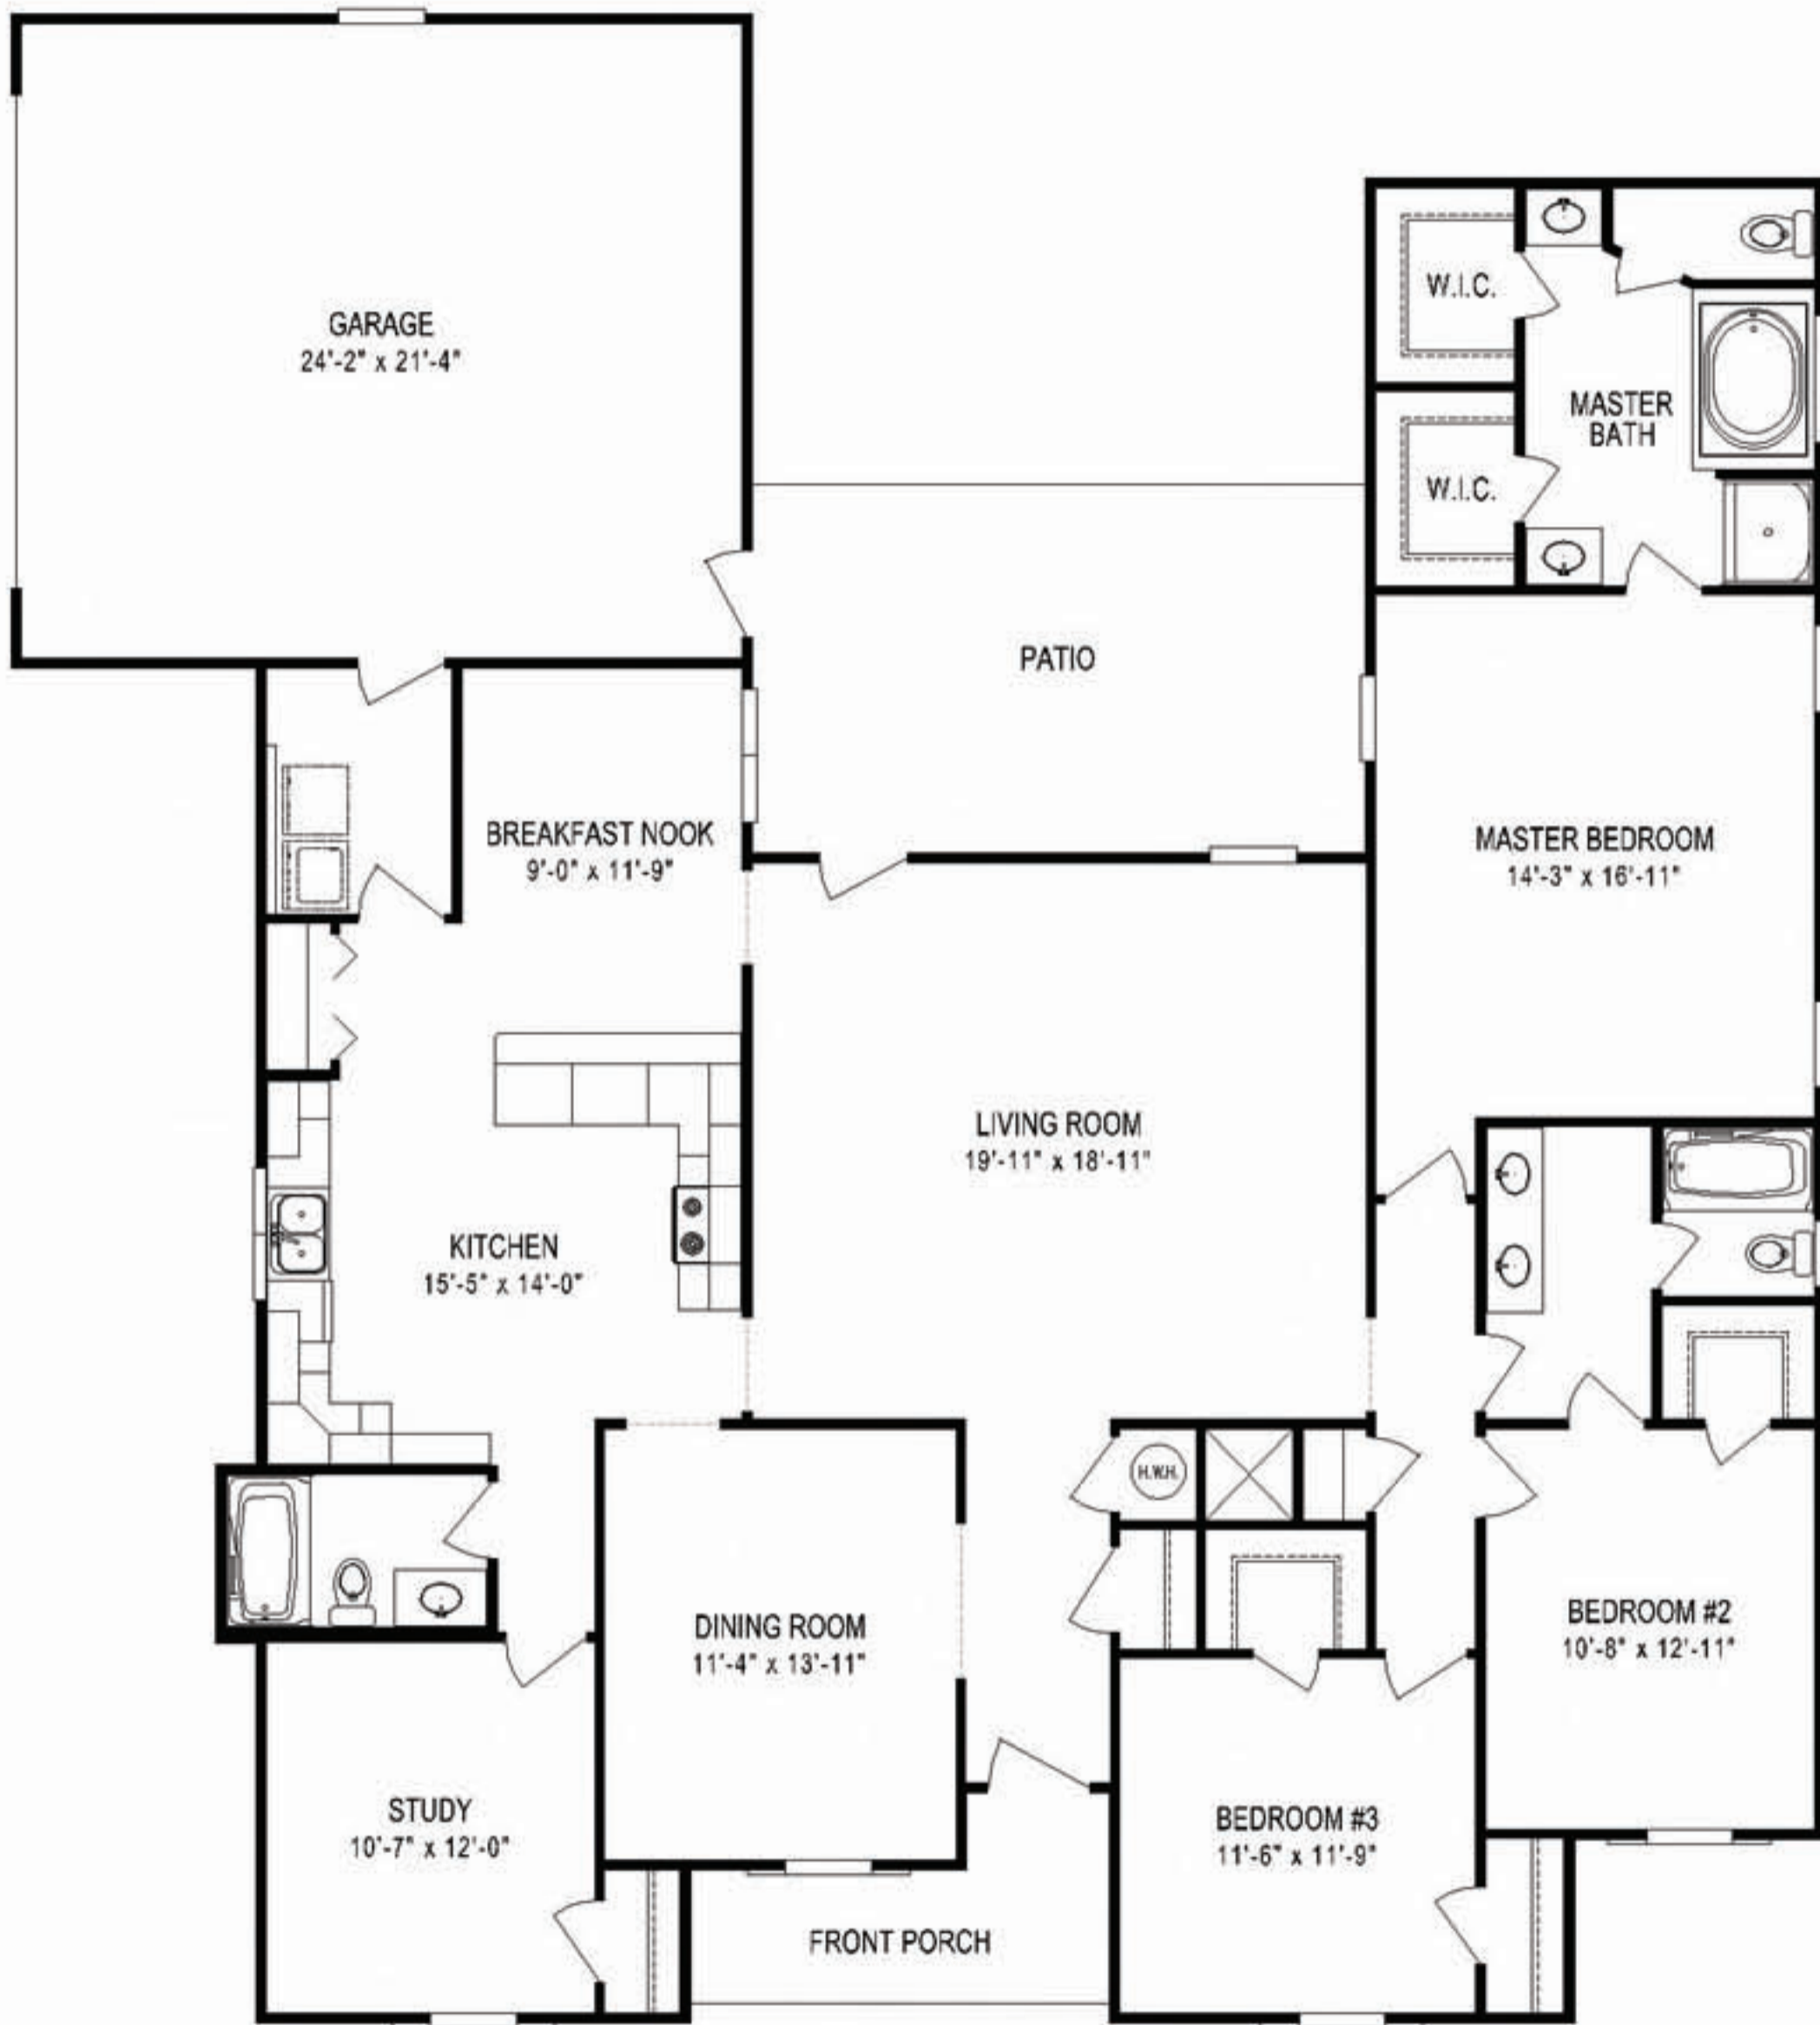 GARAGE
24'-2" x 21'-4"
W.I.C.
MASTER
BATH
W.I.C.
PATIO
BREAKFAST NOOK
9'-0" x 11'-9"
MASTER BEDROOM
14'-3" x 16'-11"
LIVING ROOM
19'-11" x 18'-11"
KITCHEN
15'-5" x 14'-0"
H.W.H.
DINING ROOM
11'-4" x 13'-11"
BEDROOM #2
10'-8" x 12'-11"
STUDY
10'-7" x 12'-0"
BEDROOM #3
11'-6" x 11'-9"
FRONT PORCH